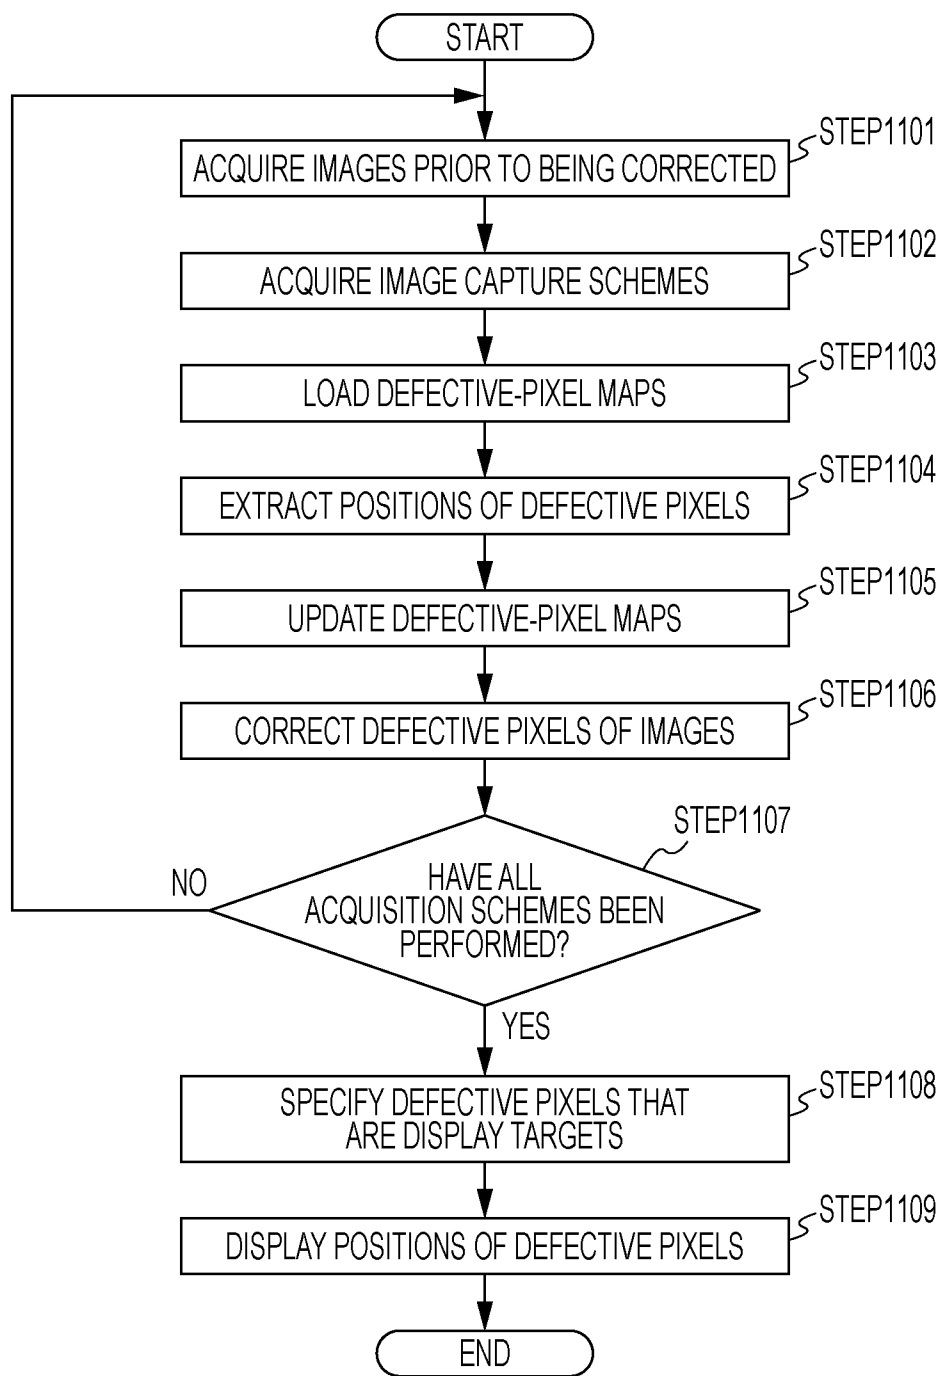 START
STEP1101
ACQUIRE IMAGES PRIOR TO BEING CORRECTED
STEP1102
ACQUIRE IMAGE CAPTURE SCHEMES
STEP1103
LOAD DEFECTIVE-PIXEL MAPS
STEP1104
EXTRACT POSITIONS OF DEFECTIVE PIXELS
STEP1105
UPDATE DEFECTIVE-PIXEL MAPS
STEP1106
CORRECT DEFECTIVE PIXELS OF IMAGES
STEP1107
NO
HAVE ALL
ACQUISITION SCHEMES BEEN
PERFORMED?
YES
STEP1108
SPECIFY DEFECTIVE PIXELS THAT
ARE DISPLAY TARGETS
STEP1109
DISPLAY POSITIONS OF DEFECTIVE PIXELS
END